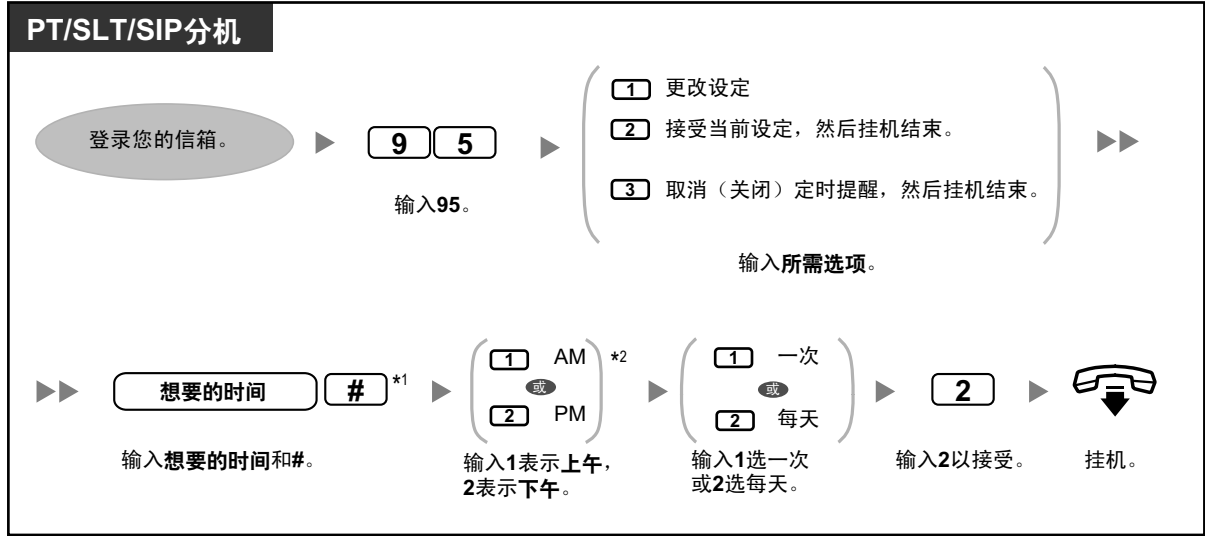 PT/SLT/SIP分机
登录您的信箱。
9 5
输入95。
1 更改设定
2 接受当前设定，然后挂机结束。
3 取消（关闭）定时提醒，然后挂机结束。
输入所需选项。
想要的时间 # *1
输入想要的时间和#。
1 AM *2
或
2 PM
输入1表示上午，
2表示下午。
1 一次
或
2 每天
输入1选一次
或2选每天。
2
输入2以接受。
挂机。